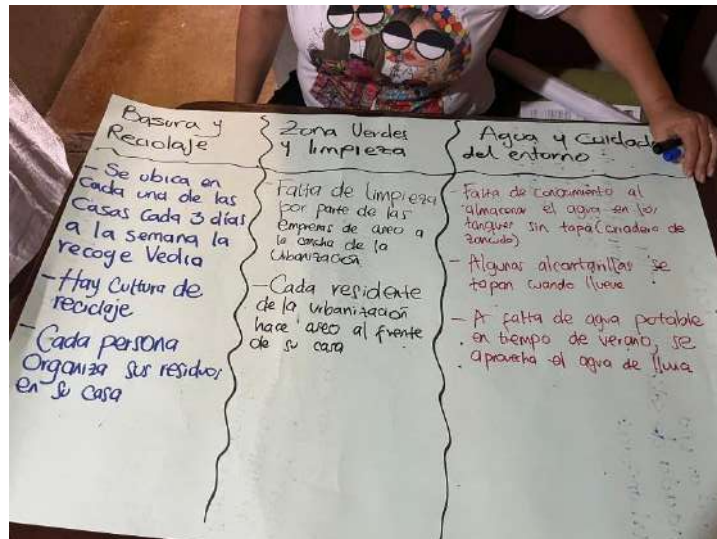 Basura y
Reciclaje
- Se ubica en
Cada una de las
Casas Cada 3 días
a la semana la
recoge Veolia
- Hay Cultura de
reciclaje
- Cada persona
Organiza sus residuos
en su casa
Zona Verdes
y limpieza
- Falta de limpieza
por parte de las
empresas de aseo a
la cancha de la
Urbanización
- Cada residente
de la urbanización
hace aseo al frente
de su casa
Agua y Cuidado
del entorno:
- Falta de conocimiento al
almacenar el agua en los
tanques sin tapa (criadero de
zancudo)
- Algunas alcantarillas se
tapan cuando llueve
- A falta de agua potable
en tiempo de verano, se
aprovecha el agua de lluvia